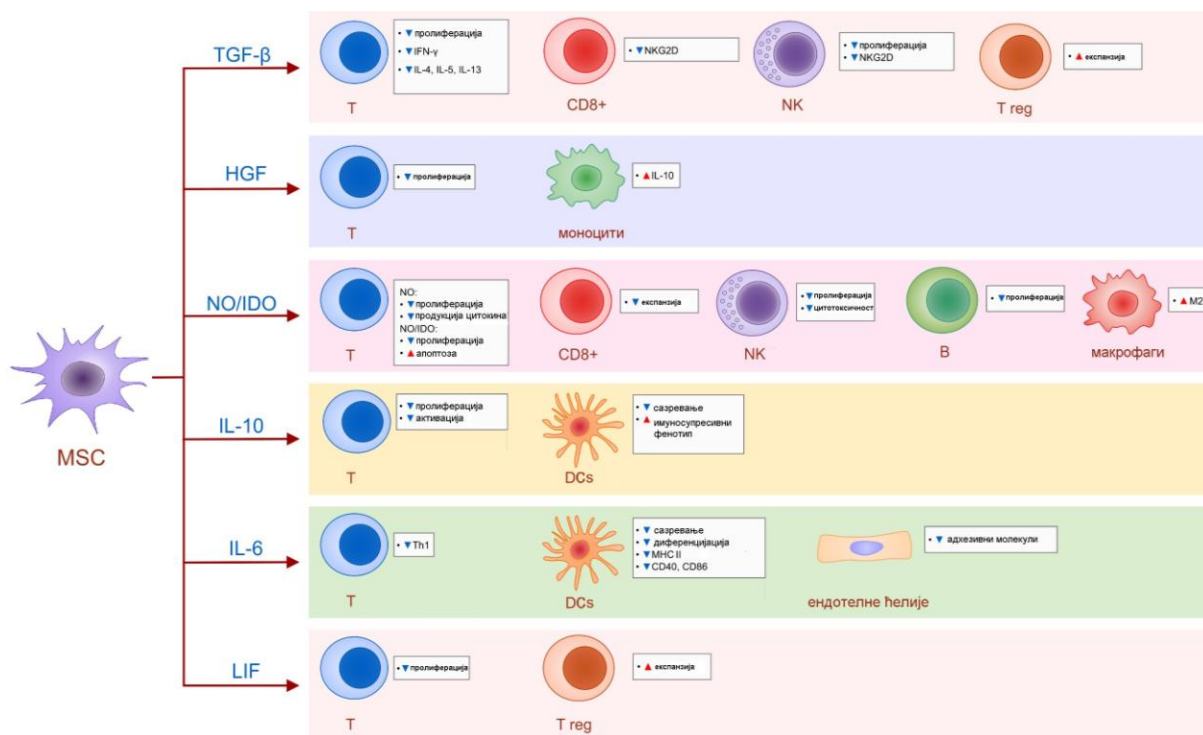 TGF-β
• ▼ пролиферација
• ▼IFN-γ
• ▼IL-4, IL-5, IL-13
T
• ▼NKG2D
CD8+
• ▼пролиферација
• ▼NKG2D
NK
• ▲ експанзија
T reg
HGF
• ▼ пролиферација
T
• ▲IL-10
моноцити
NO/IDO
NO:
• ▼пролиферација
• ▼продукција цитокина
NO/IDO:
• ▼пролиферација
• ▲ апоптоза
T
• ▼ експанзија
CD8+
• ▼пролиферација
• ▼цитотоксичност
NK
• ▼ пролиферација
B
• ▲ M2
макрофаги
MSC
IL-10
• ▼ пролиферација
• ▼ активација
T
• ▼ сазревање
• ▲ имуносупресивни
фенотип
DCs
IL-6
• ▼Th1
T
• ▼ сазревање
• ▼ диференцијација
• ▼MHC II
• ▼CD40, CD86
DCs
• ▼ адхезивни молекули
ендотелне ћелије
LIF
• ▼пролиферација
T
• ▲ експанзија
T reg